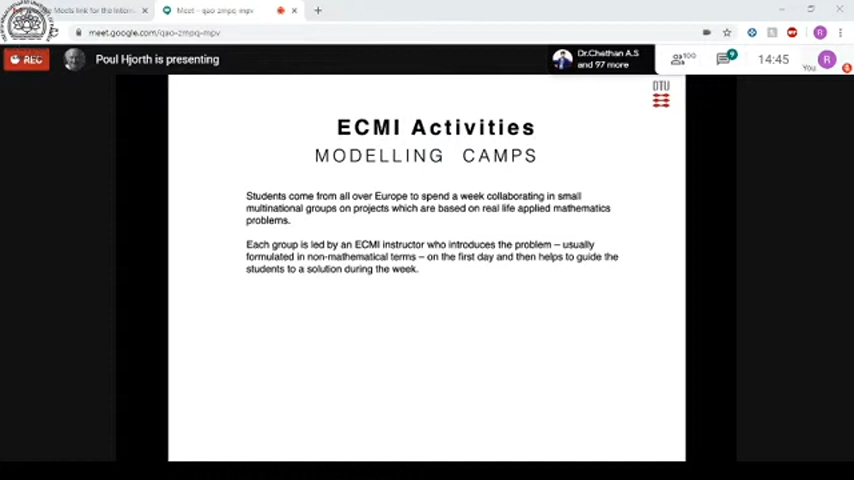 Meets link for the Intern
Meet - qao-zmpq-mpv
meet.google.com/qao-zmpq-mpv
R
REC
Poul Hjorth is presenting
Dr.Chethan A.S
and 97 more
100
9
14:45
You
R
DTU
ECMI Activities
MODELLING CAMPS
Students come from all over Europe to spend a week collaborating in small
multinational groups on projects which are based on real life applied mathematics
problems.
Each group is led by an ECMI instructor who introduces the problem – usually
formulated in non-mathematical terms – on the first day and then helps to guide the
students to a solution during the week.